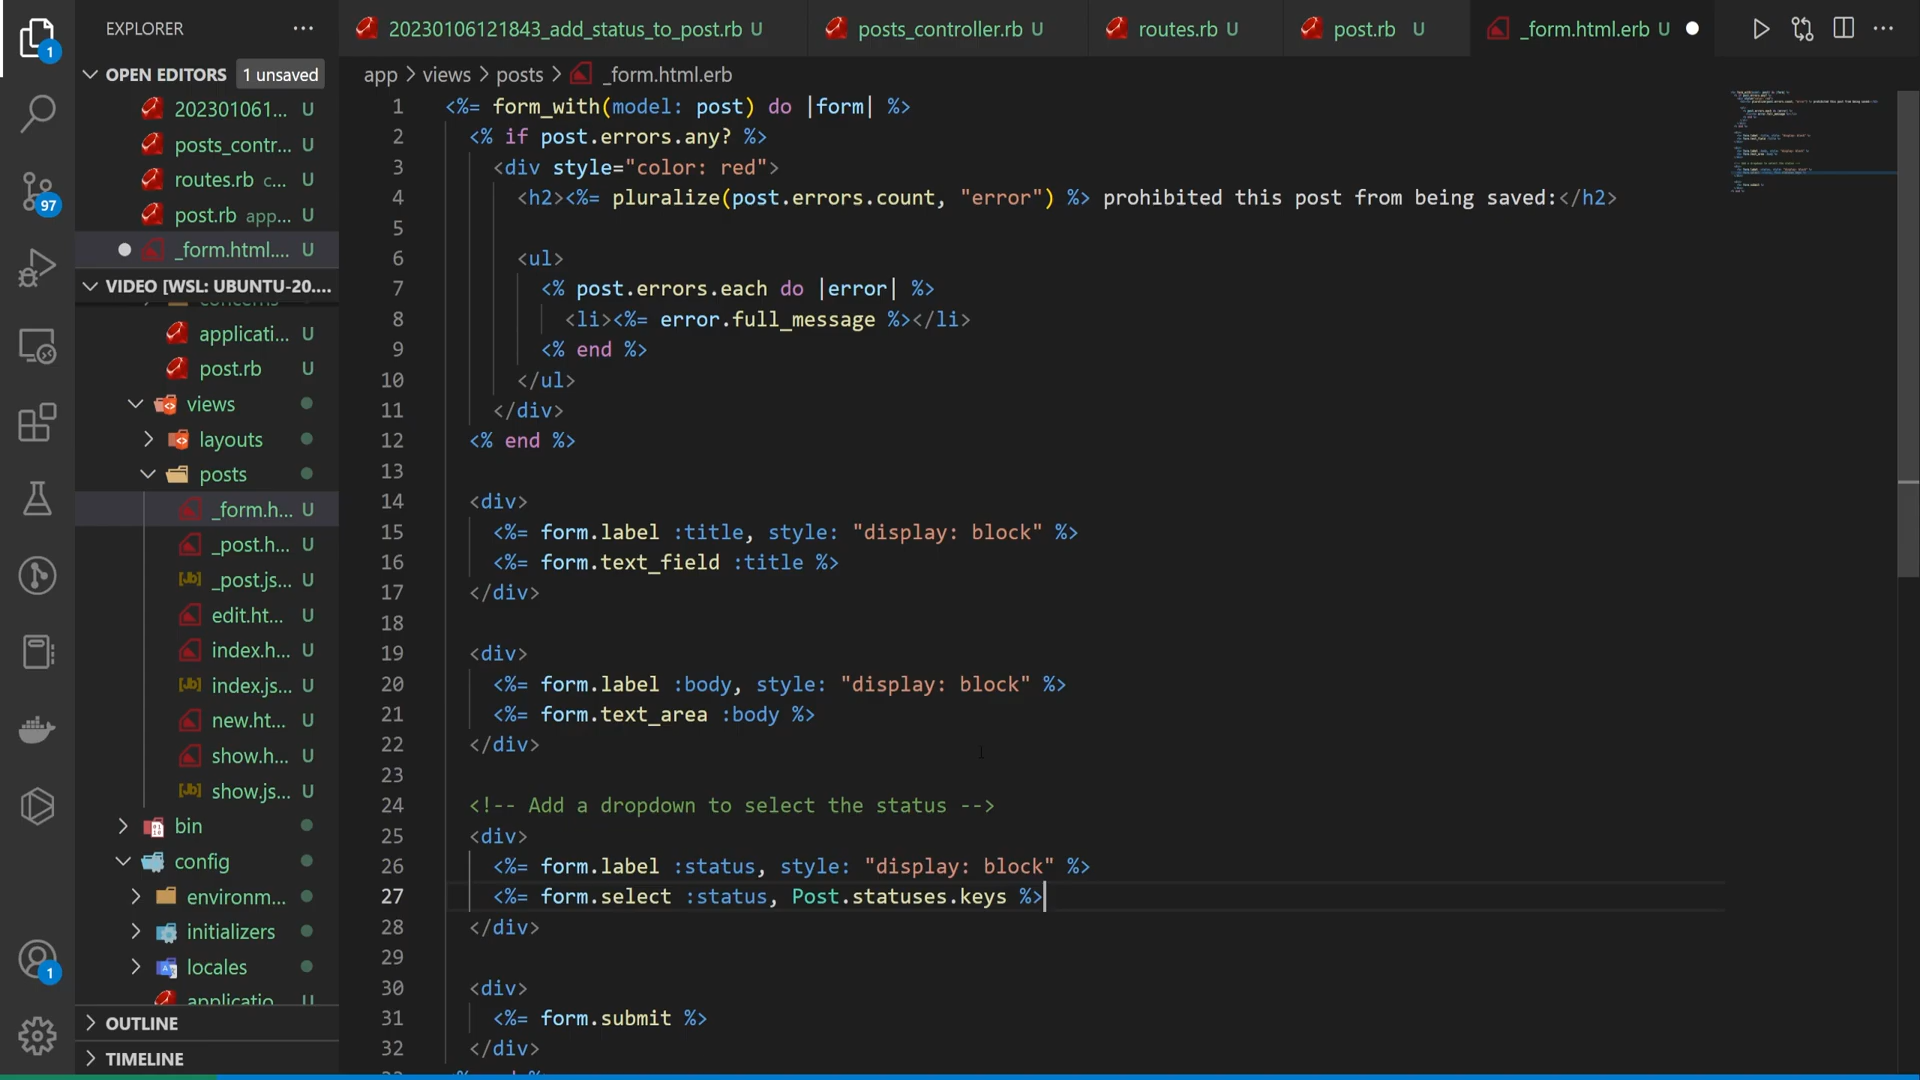 EXPLORER
20230106121843_add_status_to_post.rb U
posts_controller.rb U
routes.rb U
post.rb U
_form.html.erb U
OPEN EDITORS 1 unsaved
202301061... U
posts_contr... U
routes.rb c... U
post.rb app... U
_form.html.... U
VIDEO [WSL: UBUNTU-20....
concerns
applicati... U
post.rb U
views
layouts
posts
_form.h... U
_post.h... U
_post.js... U
edit.ht... U
index.h... U
index.js... U
new.ht... U
show.h... U
show.js... U
bin
config
environm...
initializers
locales
applicatio... U
OUTLINE
TIMELINE
1
97
1
app > views > posts > _form.html.erb
1 <%= form_with(model: post) do |form| %>
2 <% if post.errors.any? %>
3 <div style="color: red">
4 <h2><%= pluralize(post.errors.count, "error") %> prohibited this post from being saved:</h2>
5
6 <ul>
7 <% post.errors.each do |error| %>
8 <li><%= error.full_message %></li>
9 <% end %>
10 </ul>
11 </div>
12 <% end %>
13
14 <div>
15 <%= form.label :title, style: "display: block" %>
16 <%= form.text_field :title %>
17 </div>
18
19 <div>
20 <%= form.label :body, style: "display: block" %>
21 <%= form.text_area :body %>
22 </div>
23
24 <!-- Add a dropdown to select the status -->
25 <div>
26 <%= form.label :status, style: "display: block" %>
27 <%= form.select :status, Post.statuses.keys %>
28 </div>
29
30 <div>
31 <%= form.submit %>
32 </div>